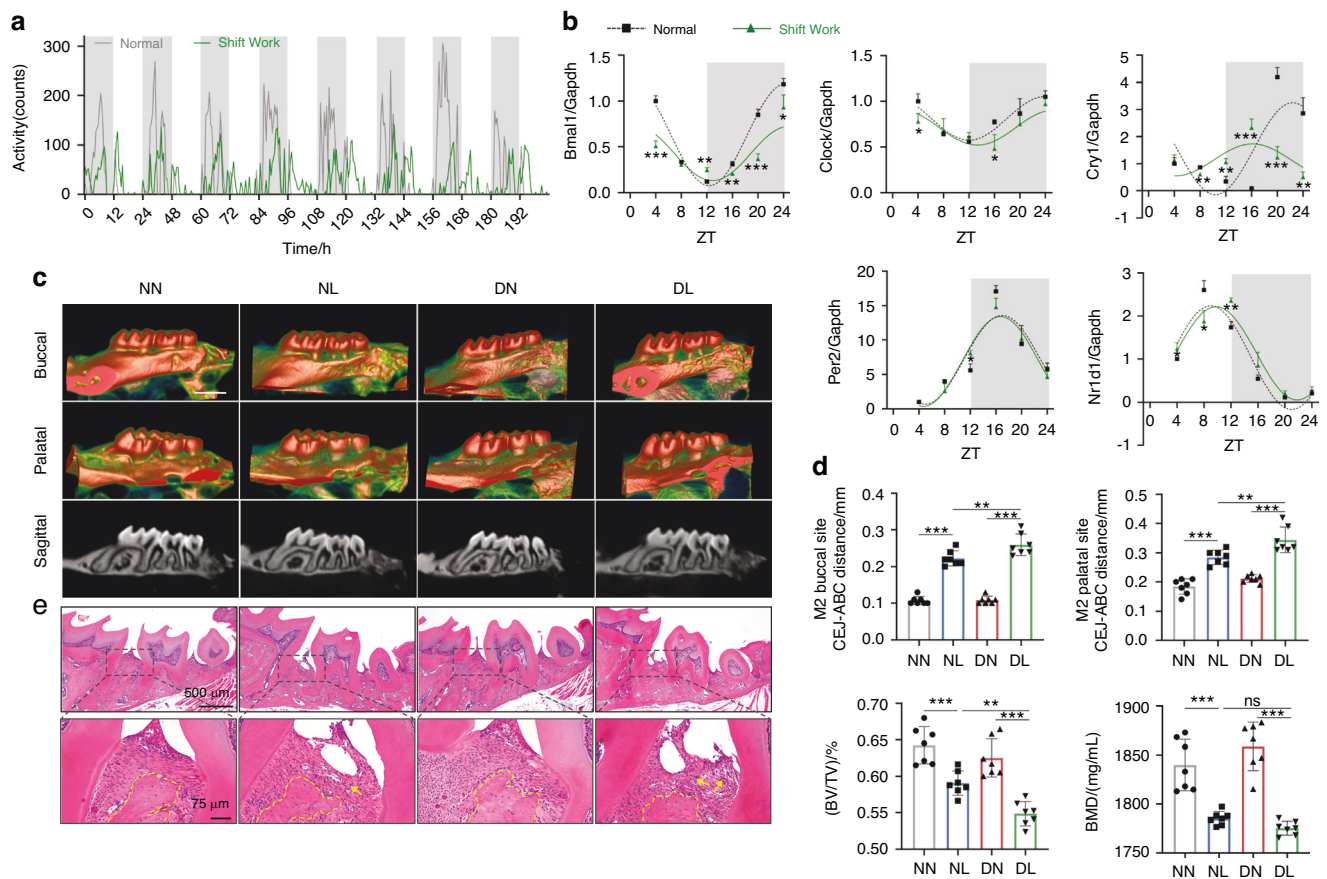 a
Normal
Shift Work
300
200
100
0
Activity(counts)
0 12 24 48 60 72 84 96 108 120 132 144 156 168 180 192
Time/h
b
Normal
Shift Work
Bmal1/Gapdh
1.5
1.0
0.5
0.0
*** ** ** *** *
4 8 12 16 20 24
ZT
Clock/Gapdh
1.5
1.0
0.5
0.0
* *
4 8 12 16 20 24
ZT
Cry1/Gapdh
5
4
3
2
1
0
-1
** ** *** *** **
4 8 12 16 20 24
ZT
Per2/Gapdh
20
15
10
5
0
*
4 8 12 16 20 24
ZT
Nr1d1/Gapdh
3
2
1
0
-1
* * **
4 8 12 16 20 24
ZT
c
NN NL DN DL
Buccal
Palatal
Sagittal
d
M2 buccal site
CEJ-ABC distance/mm
0.4
0.3
0.2
0.1
0.0
**
***
***
NN NL DN DL
M2 palatal site
CEJ-ABC distance/mm
0.5
0.4
0.3
0.2
0.1
0.0
**
***
***
NN NL DN DL
(BV/TV)/%
0.70
0.65
0.60
0.55
0.50
*** **
***
NN NL DN DL
BMD/(mg/mL)
1900
1850
1800
1750
*** ns
***
NN NL DN DL
e
500 μm
75 μm